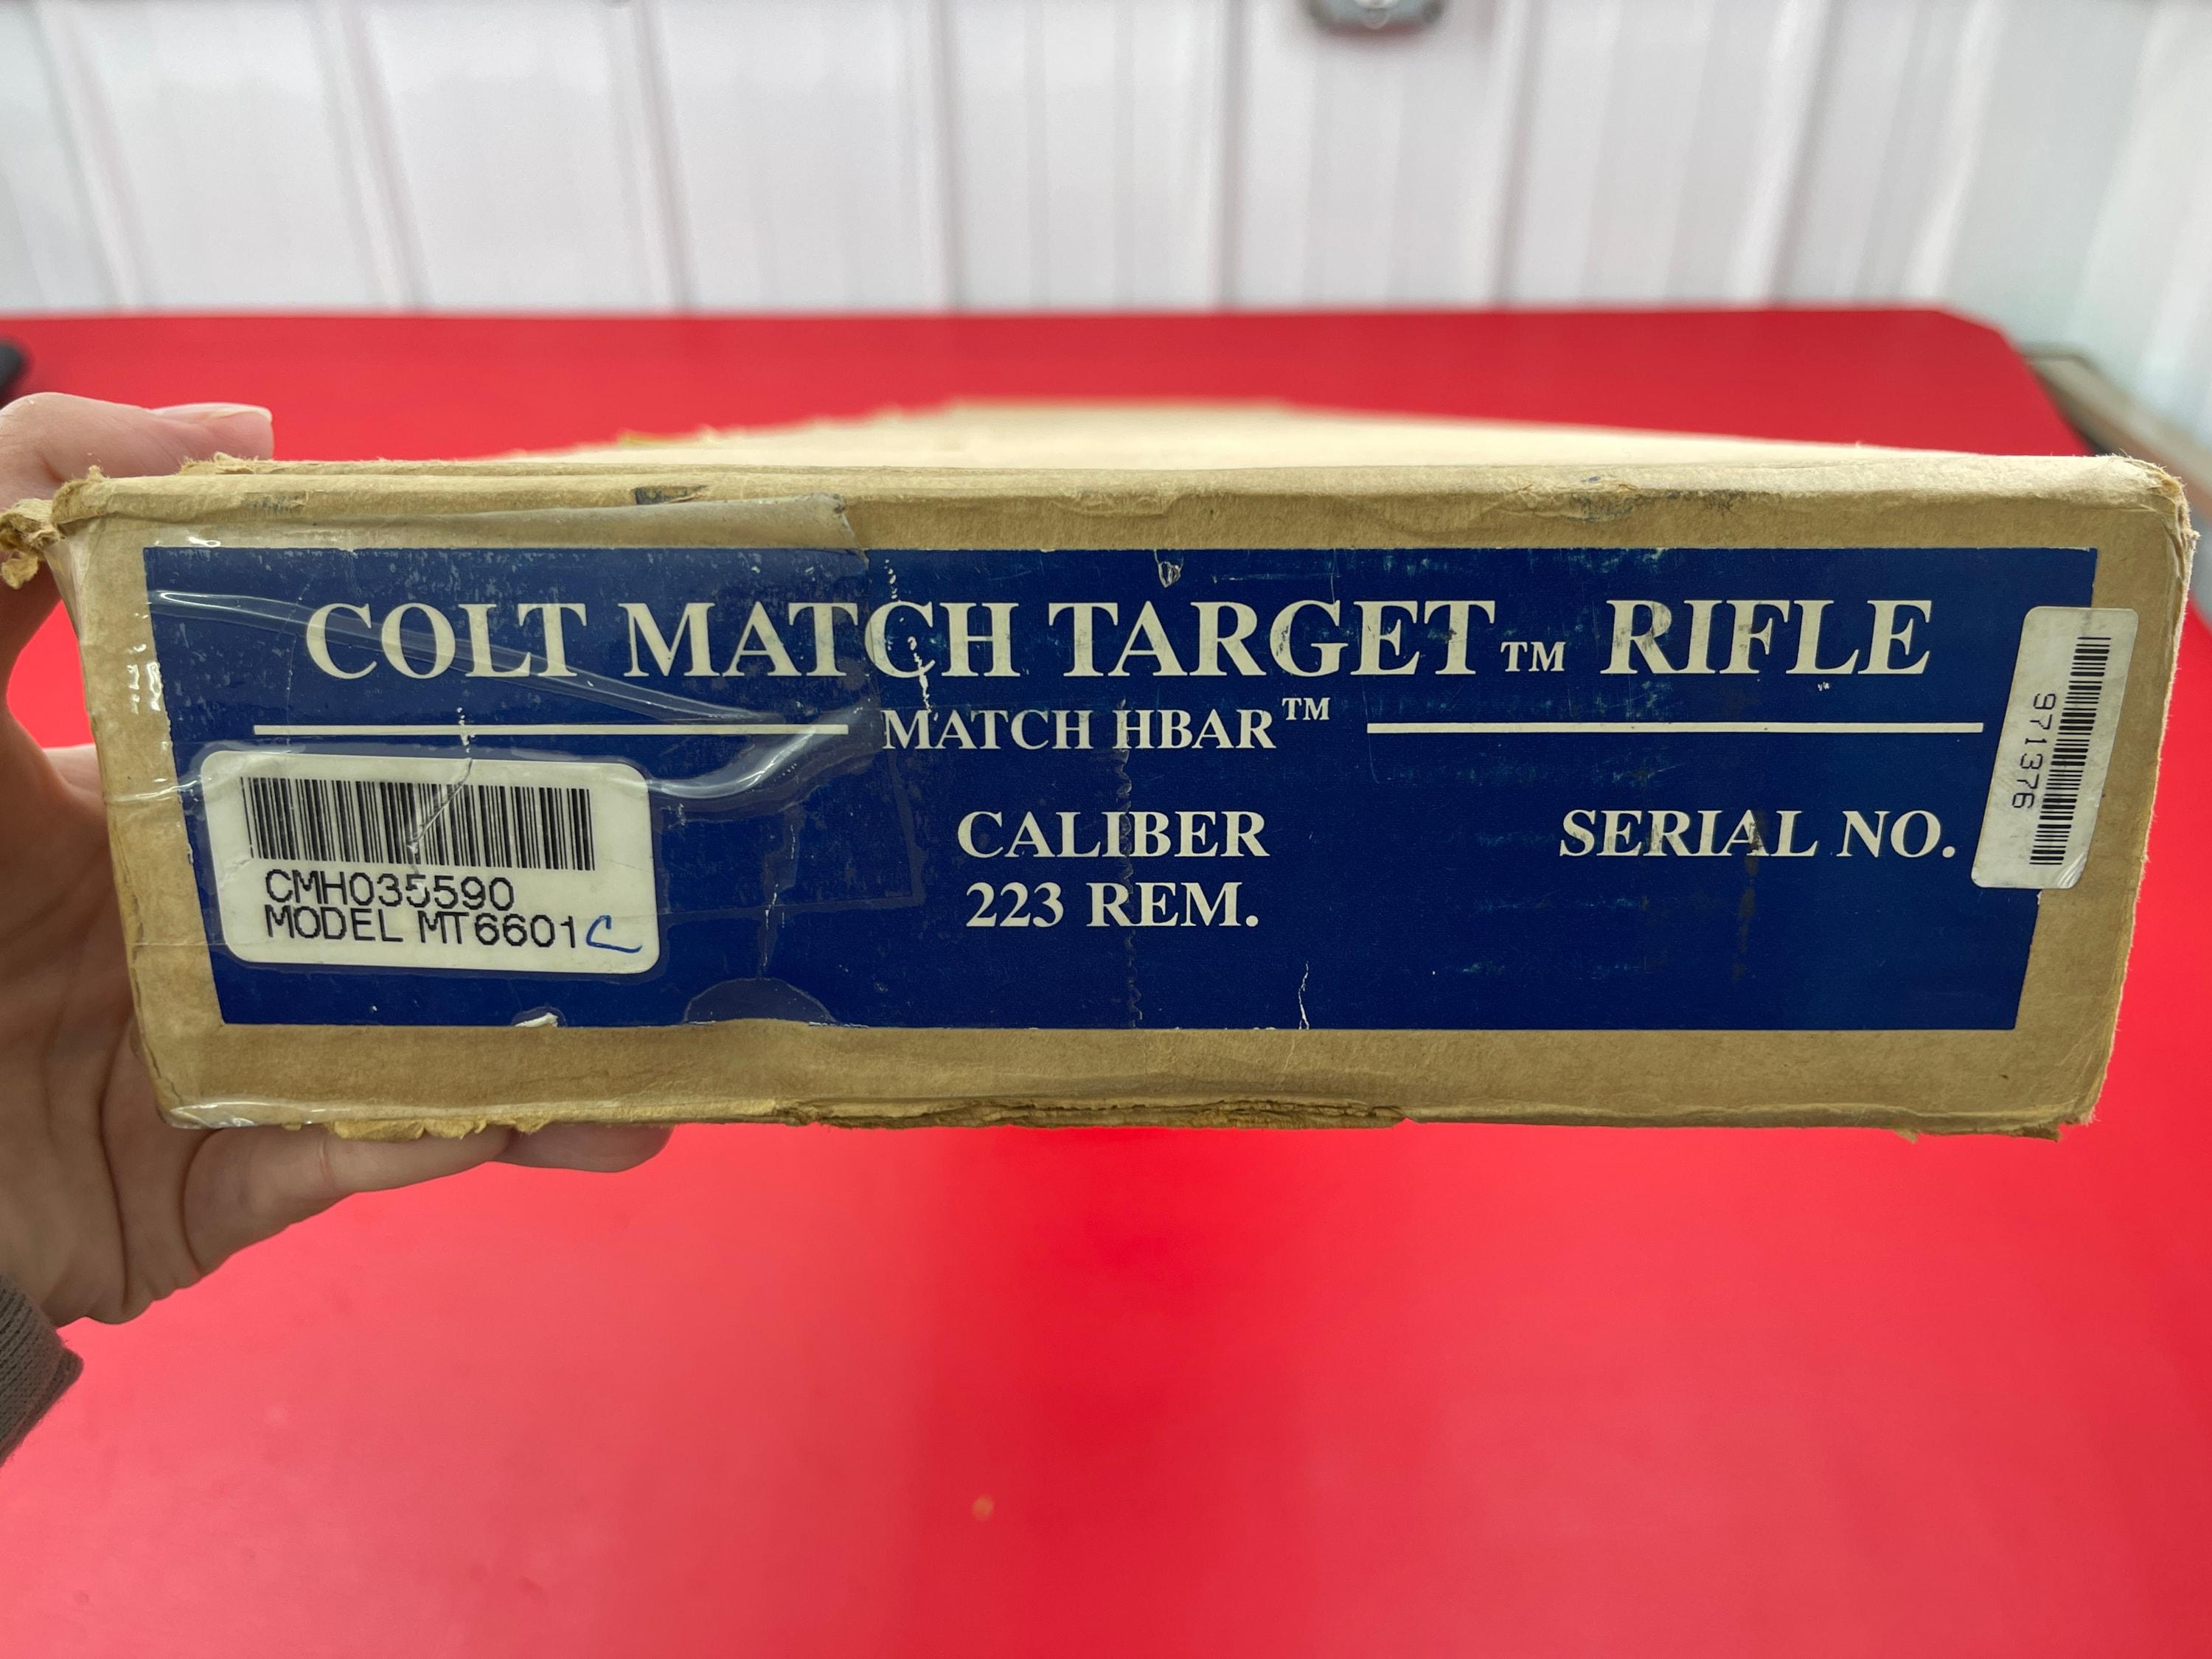 COLT MATCH TARGET™ RIFLE
MATCH HBAR™
CMH035590
MODEL MT6601C
CALIBER
223 REM.
SERIAL NO.
971376